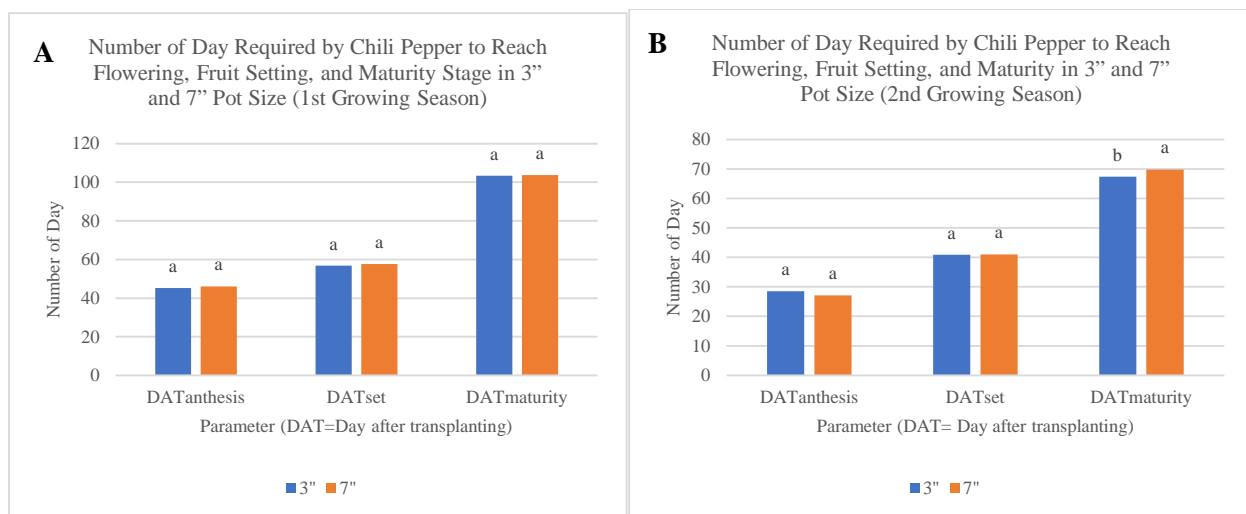 A
Number of Day Required by Chili Pepper to Reach
Flowering, Fruit Setting, and Maturity Stage in 3”
and 7” Pot Size (1st Growing Season)
120
100
80
60
40
20
0
Number of Day
a a
a a
a a
DATanthesis DATset DATmaturity
Parameter (DAT=Day after transplanting)
3" 7"
B
Number of Day Required by Chili Pepper to Reach
Flowering, Fruit Setting, and Maturity in 3” and 7”
Pot Size (2nd Growing Season)
80
70
60
50
40
30
20
10
0
Number of Day
a a
a a
b a
DATanthesis DATset DATmaturity
Parameter (DAT= Day after transplanting)
3" 7"